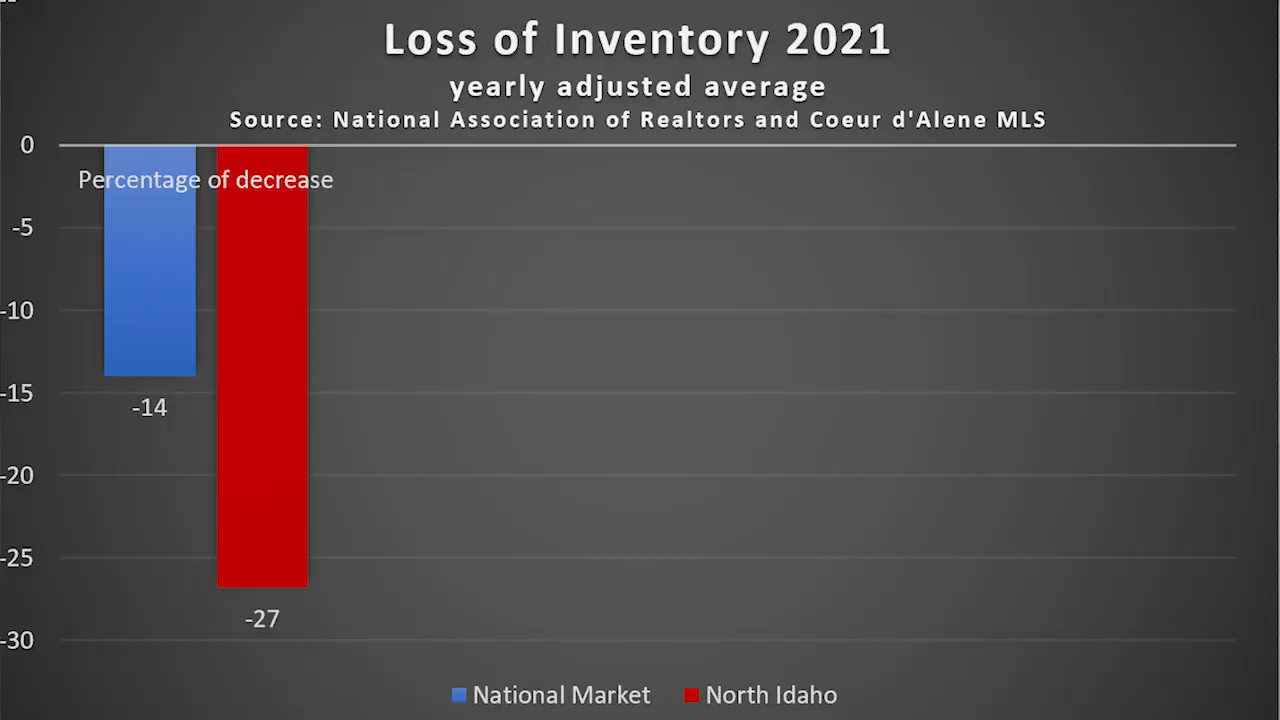 Loss of Inventory 2021
yearly adjusted average
Source: National Association of Realtors and Coeur d'Alene MLS
0
Percentage of decrease
-5
-10
-15
-14
-20
-25
-27
-30
National Market North Idaho